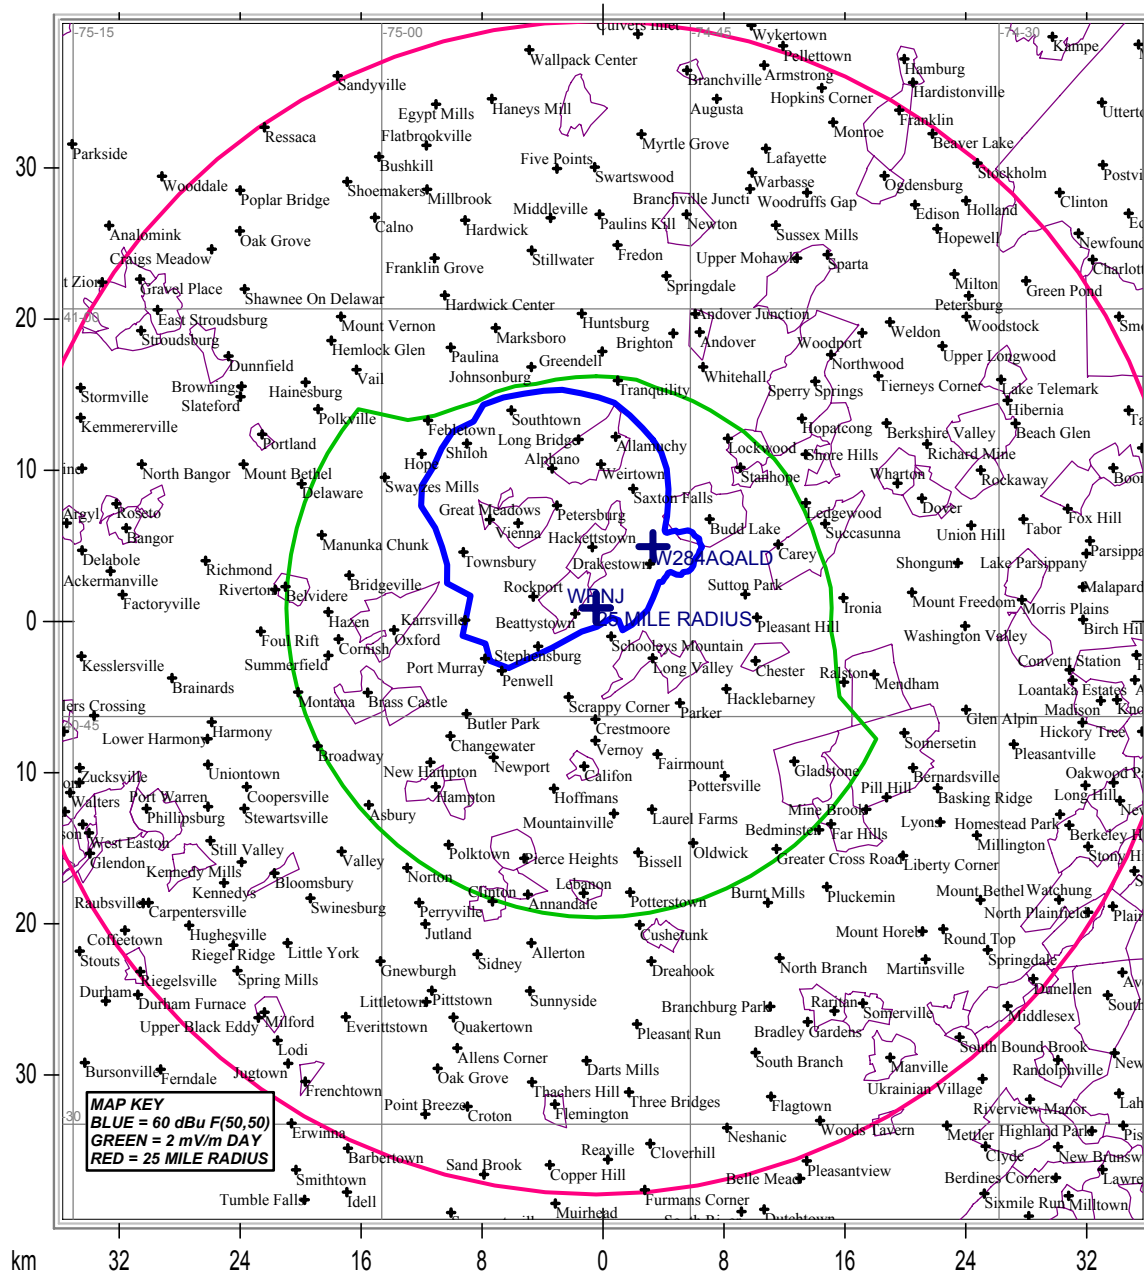 -75-15
-75-00
-74-45
-74-30
Culvers Inlet
Wykertown
Kampe
Wallpack Center
Pellettown
Sandyville
Branchville
Armstrong
Hamburg
Egypt Mills
Haneys Mill
Augusta
Hopkins Corner
Hardistonville
Flatbrookville
Monroe
Franklin
Ressaca
Myrtle Grove
Beaver Lake
Parkside
Bushkill
Five Points
Lafayette
30
Swartswood
Stockholm
Wooddale
Shoemakers
Millbrook
Warbasse
Ogdensburg
Poplar Bridge
Branchville Juncti
Woodruffs Gap
Clinton
Middleville
Edison
Holland
Analomink
Calno
Hardwick
Paulins Kill
Newton
Sussex Mills
Hopewell
Oak Grove
Craigs Meadow
Stillwater
Fredon
Upper Mohawk
Sparta
Franklin Grove
Springdale
Milton
Green Pond
Gravel Place
Shawnee On Delawar
Hardwick Center
Petersburg
41-00
East Stroudsburg
Mount Vernon
Huntsburg
Andover Junction
Woodstock
20
Stroudsburg
Hemlock Glen
Marksboro
Brighton
Andover
Woodport
Weldon
Dunnfield
Paulina
Greendell
Northwood
Upper Longwood
Vail
Johnsonburg
Whitehall
Stormville
Brownings
Hainesburg
Tranquility
Sperry Springs
Tierneys Corner
Lake Telemark
Slateford
Hibernia
Kemmererville
Polkville
Febletown
Southtown
Hopatcong
Berkshire Valley
Beach Glen
Portland
Long Bridge
Allamuchy
Lockwood
Shiloh
Shore Hills
Richard Mine
North Bangor
Mount Bethel
Hope
Alphano
Weirtown
Stanhope
Wharton
Rockaway
10
Delaware
Swayzes Mills
Saxton Falls
Roseto
Great Meadows
Petersburg
Ledgewood
Dover
Fox Hill
Bangor
Vienna
Hackettstown
Budd Lake
Succasunna
Union Hill
Tabor
Manunka Chunk
Delabole
Townsbury
Drakestown
W284AQALD
Carey
Shongum
Lake Parsippany
Ackermanville
Richmond
Bridgeville
Rockport
Sutton Park
Factoryville
Riverton
Belvidere
WRNJ
Ironia
Mount Freedom
Morris Plains
Hazen
Karrsville
Beattystown
25 MILE RADIUS
Pleasant Hill
0
Foul Rift
Cornish
Oxford
Schooleys Mountain
Washington Valley
Kesslersville
Summerfield
Port Murray
Stephensburg
Long Valley
Chester
Ralston
Convent Station
Brainards
Penwell
Mendham
Loantaka Estates
Montana
Brass Castle
Scrappy Corner
Parker
Hacklebarney
Madison
Butler Park
Crestmoore
Glen Alpin
Hickory Tree
40-45
Lower Harmony
Harmony
Broadway
Changewater
Vernoy
Somersetin
Pleasantville
Zucksville
Uniontown
New Hampton
Newport
Califon
Fairmount
Gladstone
Bernardsville
10
Pottersville
Pill Hill
Long Hill
Walters
Port Warren
Coopersville
Hampton
Hoffmans
Basking Ridge
Phillipsburg
Stewartsville
Asbury
Mountainville
Laurel Farms
Mine Brook
Lyons
Homestead Park
West Easton
Bedminster
Far Hills
Millington
Glendon
Still Valley
Valley
Polktown
Pierce Heights
Bissell
Oldwick
Greater Cross Road
Liberty Corner
Kennedy Mills
Bloomsbury
Norton
Lebanon
Mount Bethel
Watchung
Raubsville
Kennedys
Swinesburg
Clinton
Annandale
Potterstown
Burnt Mills
Pluckemin
Carpentersville
Perryville
North Plainfield
20
Coffeetown
Hughesville
Jutland
Cushetunk
Mount Horeb
Round Top
Stouts
Riegel Ridge
Little York
Sidney
Allerton
Springdale
Riegelsville
Spring Mills
Gnewburgh
Dreahook
North Branch
Martinsville
Durham
Durham Furnace
Littletown
Pittstown
Sunnyside
Branchburg Park
Raritan
Dunellen
Upper Black Eddy
Milford
Everittstown
Quakertown
Pleasant Run
Bradley Gardens
Somerville
Middlesex
Lodi
Allens Corner
South Branch
South Bound Brook
30
Bursonville
Ferndale
Jugtown
Oak Grove
Darts Mills
Manville
Randolphville
Frenchtown
Thachers Hill
Three Bridges
Ukrainian Village
MAP KEY
BLUE = 60 dBu F(50,50)
GREEN = 2 mV/m DAY
RED = 25 MILE RADIUS
Point Breeze
Croton
Flemington
Flagtown
Riverview Manor
-30
Erwinna
Neshanic
Woods Tavern
Mettler
Highland Park
Barbertown
Reaville
Cloverhill
Clyde
Smithtown
Sand Brook
Copper Hill
Belle Mead
Pleasantview
Berdines Corners
Tumble Falls
Idell
Muirhead
Furmans Corner
Sixmile Run
Milltown
Dutchtown
km
32
24
16
8
0
8
16
24
32